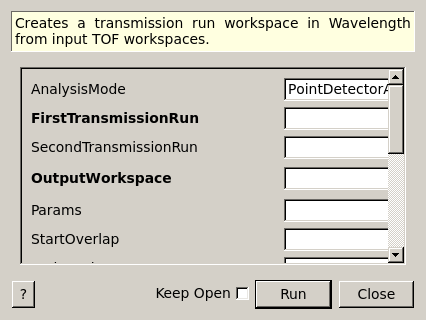 Creates a transmission run workspace in Wavelength
from input TOF workspaces.
AnalysisMode
PointDetectorA
FirstTransmissionRun
SecondTransmissionRun
OutputWorkspace
Params
StartOverlap
?
Keep Open
Run
Close